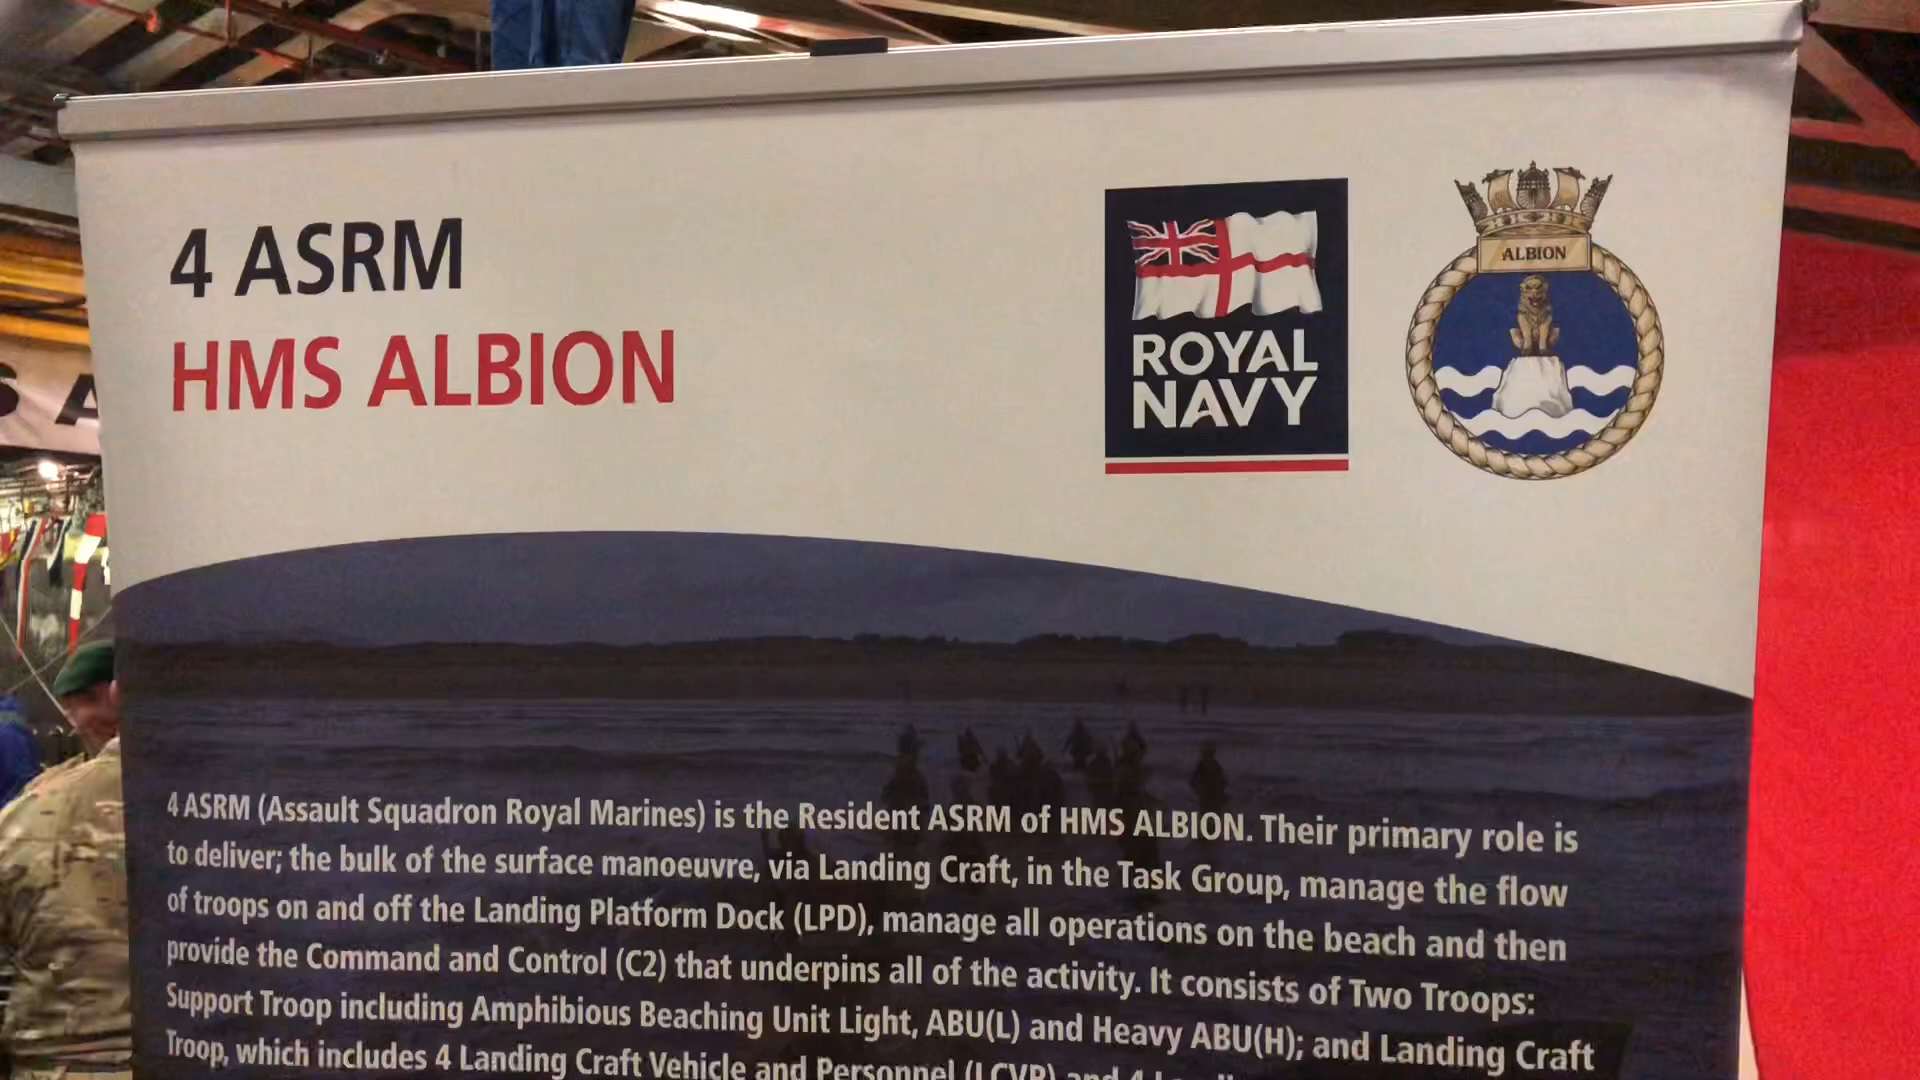 4 ASRM
HMS ALBION
ROYAL
NAVY
ALBION
4 ASRM (Assault Squadron Royal Marines) is the Resident ASRM of HMS ALBION. Their primary role is
to deliver; the bulk of the surface manoeuvre, via Landing Craft, in the Task Group, manage the flow
of troops on and off the Landing Platform Dock (LPD), manage all operations on the beach and then
provide the Command and Control (C2) that underpins all of the activity. It consists of Two Troops:
Support Troop including Amphibious Beaching Unit Light, ABU(L) and Heavy ABU(H); and Landing Craft
Troop, which includes 4 Landing Craft Vehicle and Personnel (LCVP) and 4